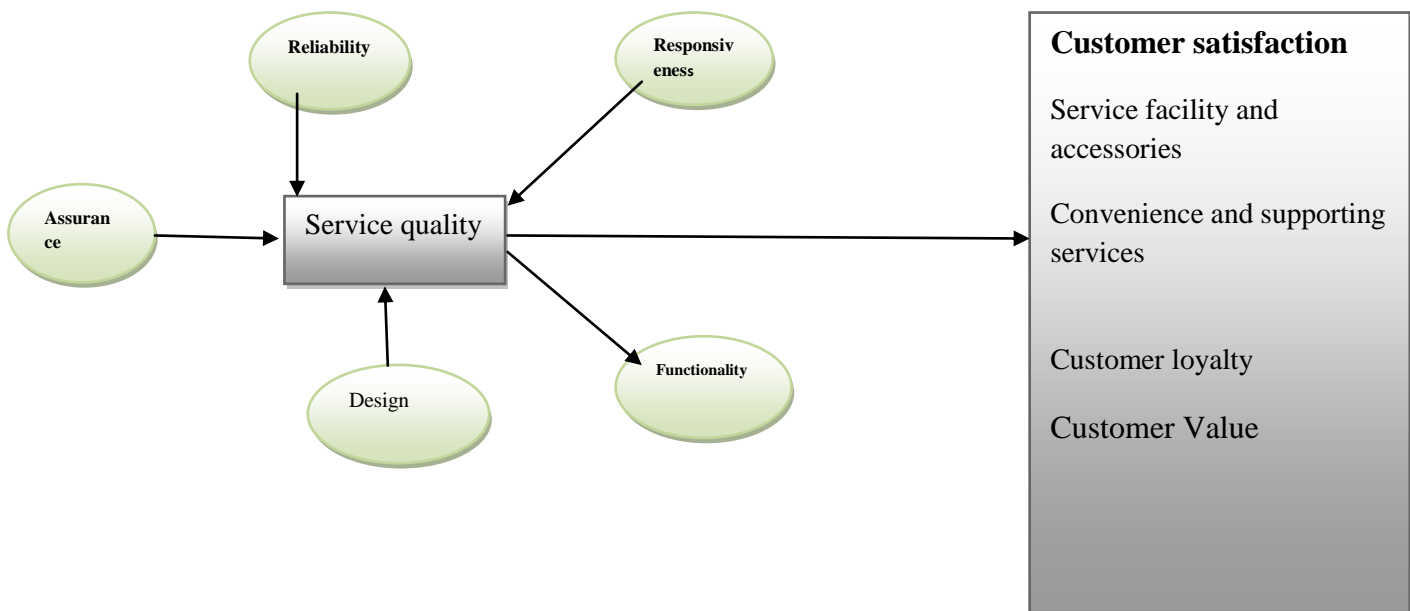 Reliability
Responsiv
eness
Assuran
ce
Service quality
Design
Functionality
Customer satisfaction
Service facility and
accessories
Convenience and supporting
services
Customer loyalty
Customer Value